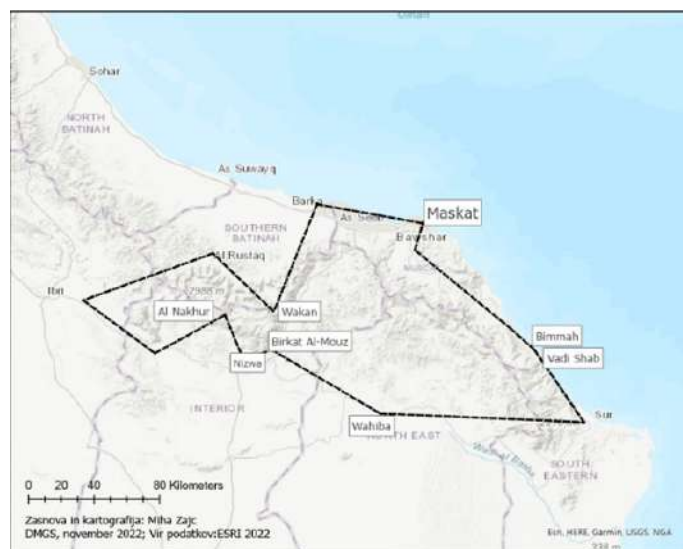 Sohar
NORTH
BATINAH
As Suwayq
Barka
As Seeb
Maskat
SOUTHERN
BATINAH
Bawshar
Al Rustaq
2988 m
Ibri
Al Nakhur
Wakan
Birkat Al-Mouz
Bimmah
Vadi Shab
Nizwa
INTERIOR
Wahiba
NORTH EAST
Sur
SOUTH
EASTERN
0 20 40 80 Kilometers
Zasnova in kartografija: Miha Zajc
DMGS, november 2022; Vir podatkov:ESRI 2022
Esri, HERE, Garmin, USGS, NGA
238 m